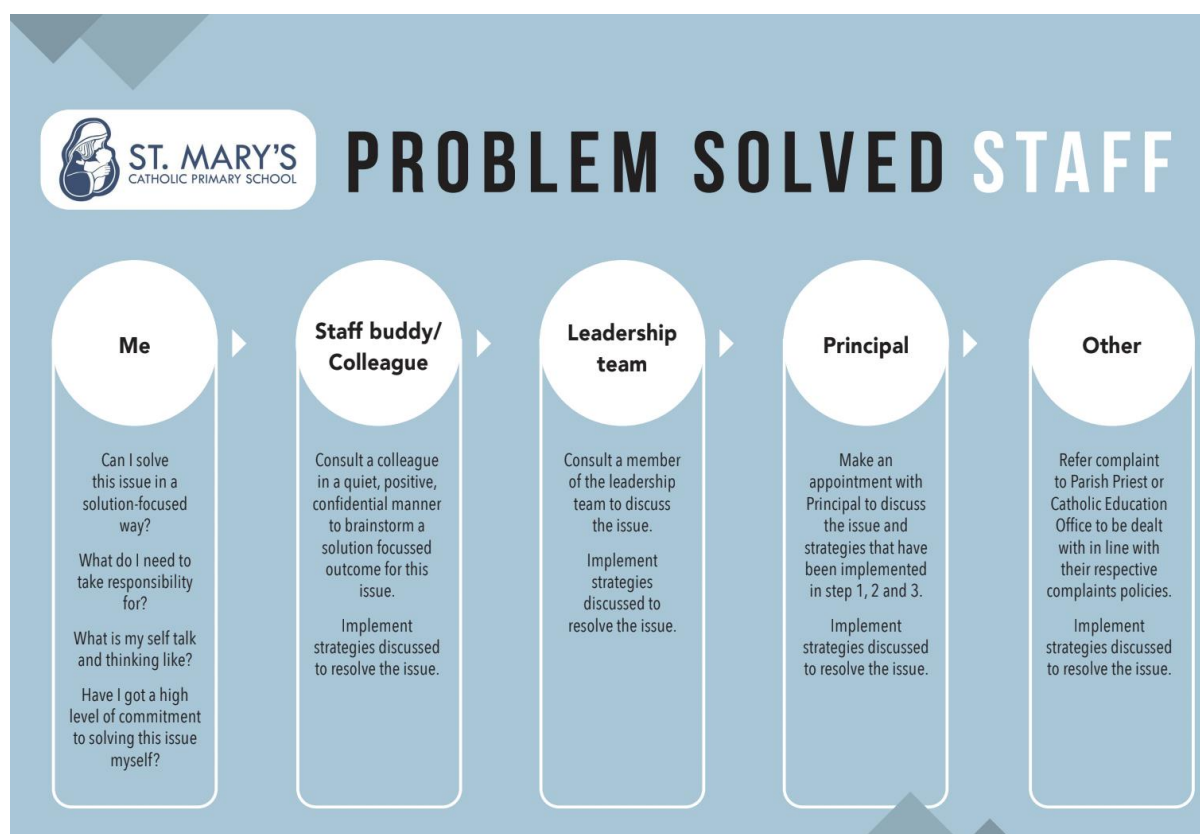 ST. MARY'S
CATHOLIC PRIMARY SCHOOL
PROBLEM SOLVED STAFF
Me
Can I solve
this issue in a
solution-focused
way?
What do I need to
take responsibility
for?
What is my self talk
and thinking like?
Have I got a high
level of commitment
to solving this issue
myself?
Staff buddy/
Colleague
Consult a colleague
in a quiet, positive,
confidential manner
to brainstorm a
solution focussed
outcome for this
issue.
Implement
strategies discussed
to resolve the issue.
Leadership
team
Consult a member
of the leadership
team to discuss
the issue.
Implement
strategies
discussed to
resolve the issue.
Principal
Make an
appointment with
Principal to discuss
the issue and
strategies that have
been implemented
in step 1, 2 and 3.
Implement
strategies discussed
to resolve the issue.
Other
Refer complaint
to Parish Priest or
Catholic Education
Office to be dealt
with in line with
their respective
complaints policies.
Implement
strategies discussed
to resolve the issue.